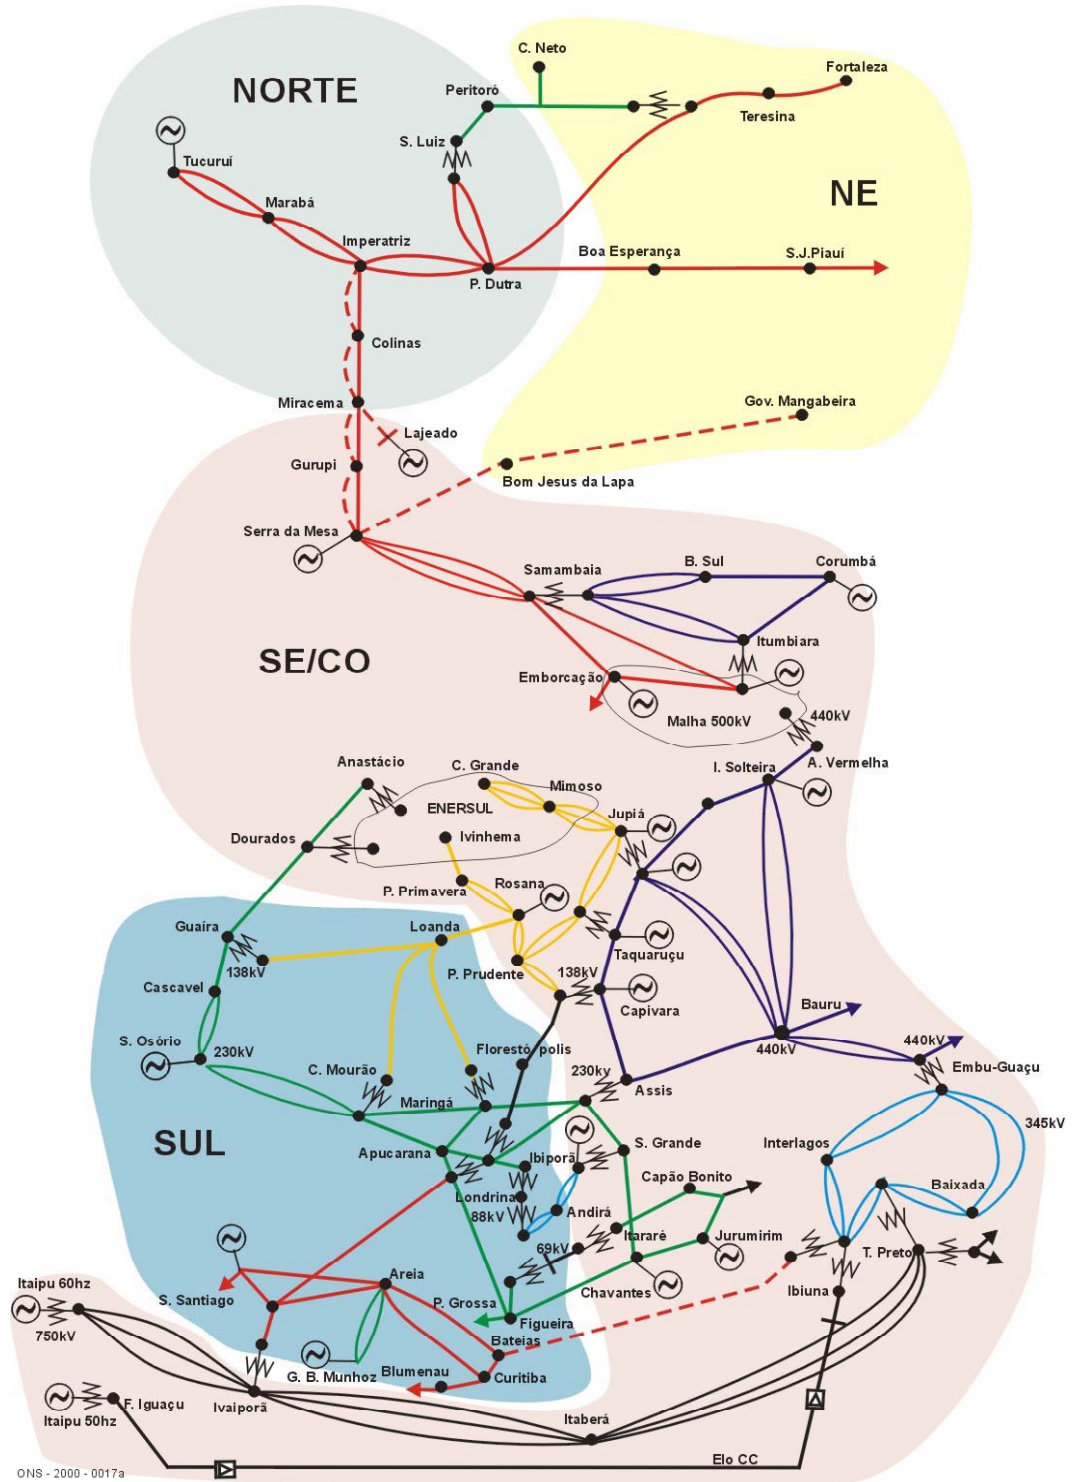 C. Neto
Fortaleza
NORTE
Peritoró
Teresina
S. Luiz
Tucuruí
NE
Marabá
Imperatriz
Boa Esperança
S.J.Piauí
P. Dutra
Colinas
Miracema
Gov. Mangabeira
Lajeado
Gurupi
Bom Jesus da Lapa
Serra da Mesa
Samambaia
B. Sul
Corumbá
Itumbiara
SE/CO
Emborcação
Malha 500kV
440kV
A. Vermelha
Anastácio
C. Grande
I. Solteira
Mimoso
ENERSUL
Jupiá
Dourados
Ivinhema
P. Primavera
Rosana
Guaíra
Loanda
138kV
P. Prudente
138kV
Taquaruçu
Cascavel
Capivara
Bauru
S. Osório
230kV
Florestó polis
440kV
440kV
Embu-Guaçu
C. Mourão
230kv
Assis
Maringá
345kV
SUL
Apucarana
Ibiporã
S. Grande
Interlagos
Capão Bonito
Baixada
Londrina
88kV
Andirá
Itararé
Jurumirim
69kV
T. Preto
Itaipu 60hz
Areia
S. Santiago
P. Grossa
Chavantes
Ibiuna
750kV
Figueira
Bateias
G. B. Munhoz
Blumenau
Curitiba
F. Iguaçu
Ivaiporã
Itaipu 50hz
Itaberá
Elo CC
ONS - 2000 - 0017a